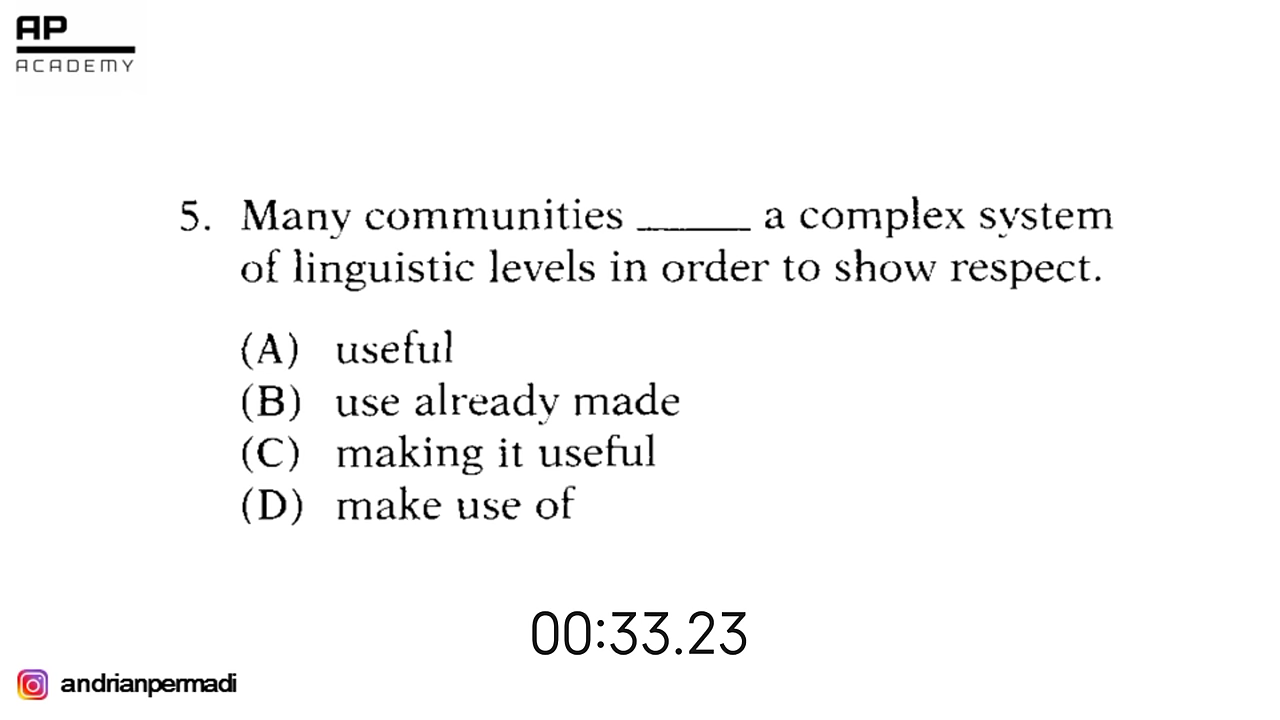 AP
ACADEMY
5. Many communities ______ a complex system
of linguistic levels in order to show respect.
(A) useful
(B) use already made
(C) making it useful
(D) make use of
00:33.23
andrianpermadi